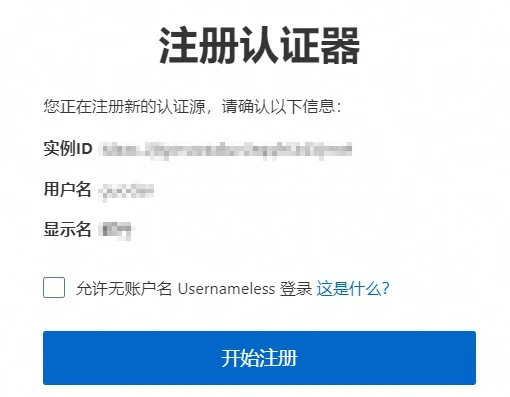 注册认证器
您正在注册新的认证源，请确认以下信息：
实例ID
用户名
显示名
允许无账户名 Usernameless 登录 这是什么？
开始注册